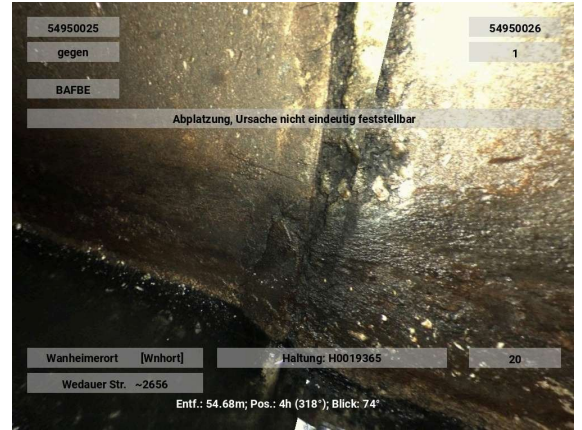 54950025
54950026
gegen
1
BAFBE
Abplatzung, Ursache nicht eindeutig feststellbar
Wanheimerort [Wnhort]
Haltung: H0019365
20
Wedauer Str. ~2656
Entf.: 54.68m; Pos.: 4h (318°); Blick: 74°